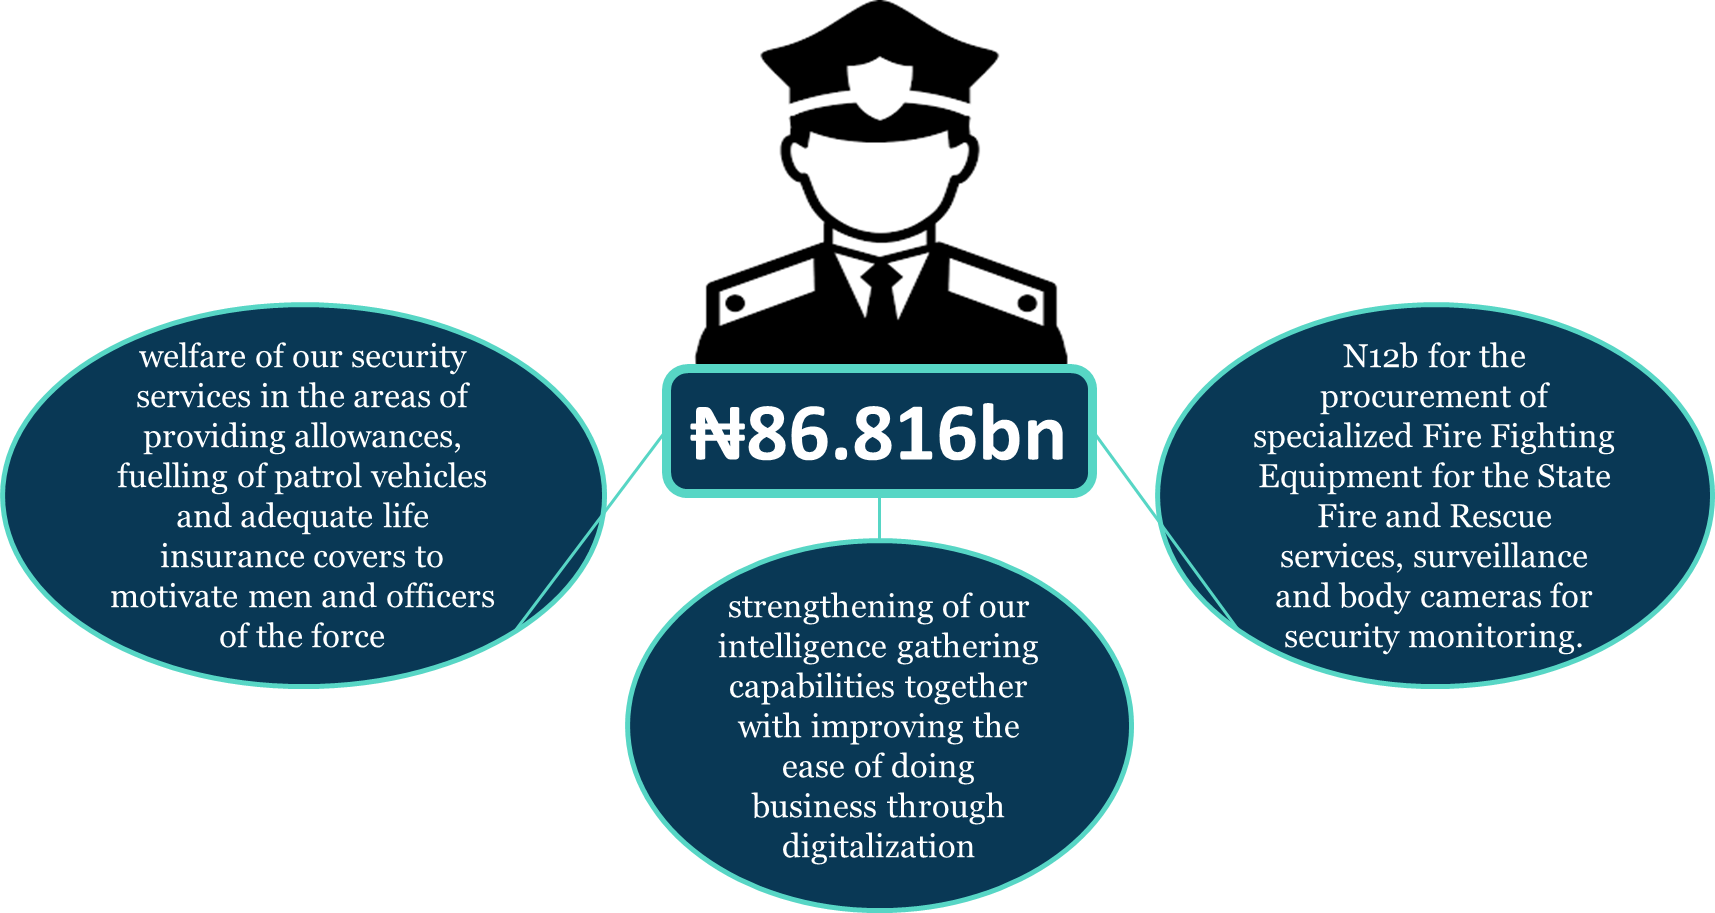 ₦86.816bn
welfare of our security
services in the areas of
providing allowances,
fuelling of patrol vehicles
and adequate life
insurance covers to
motivate men and officers
of the force
strengthening of our
intelligence gathering
capabilities together
with improving the
ease of doing
business through
digitalization
N12b for the
procurement of
specialized Fire Fighting
Equipment for the State
Fire and Rescue
services, surveillance
and body cameras for
security monitoring.